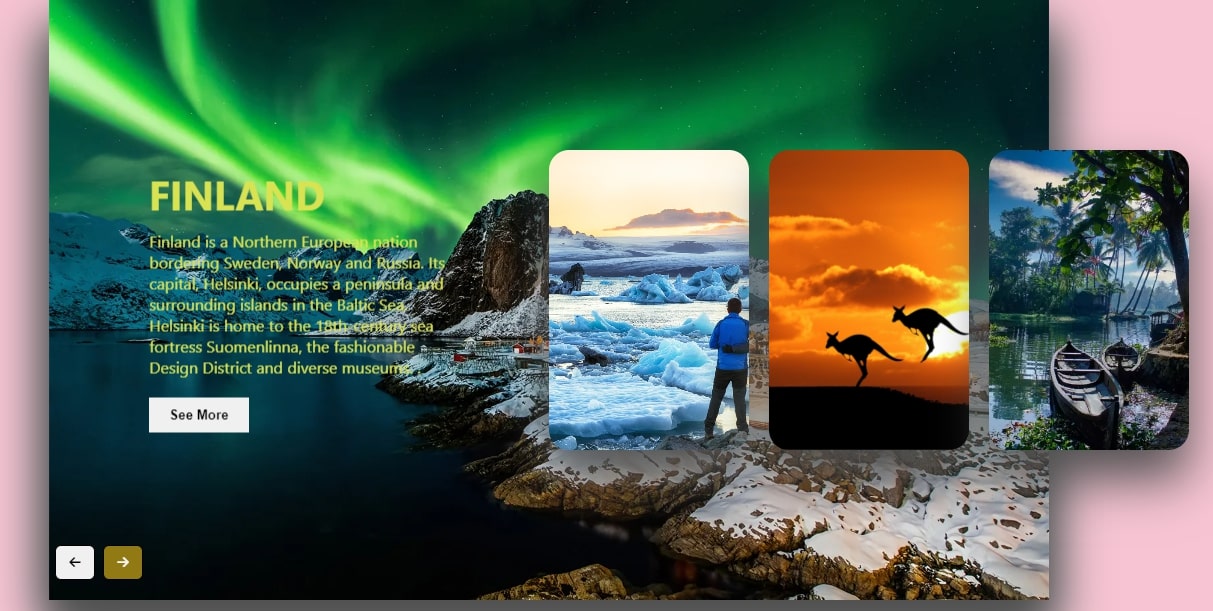 FINLAND
Finland is a Northern European nation
bordering Sweden, Norway and Russia. Its
capital, Helsinki, occupies a peninsula and
surrounding islands in the Baltic Sea.
Helsinki is home to the 18th-century sea
fortress Suomenlinna, the fashionable
Design District and diverse museums.
See More